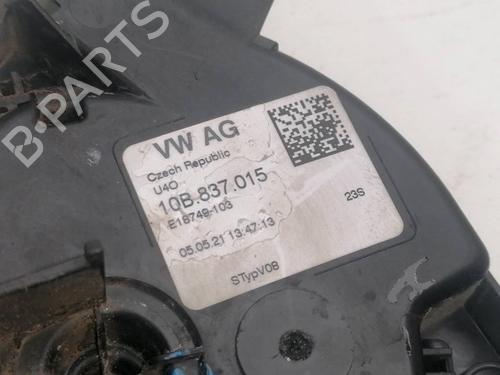 B-PARTS
VW AG
Czech Republic
U4O
10B.837.015
E18749-103
23S
05.05.21 13:47:13
STypV08